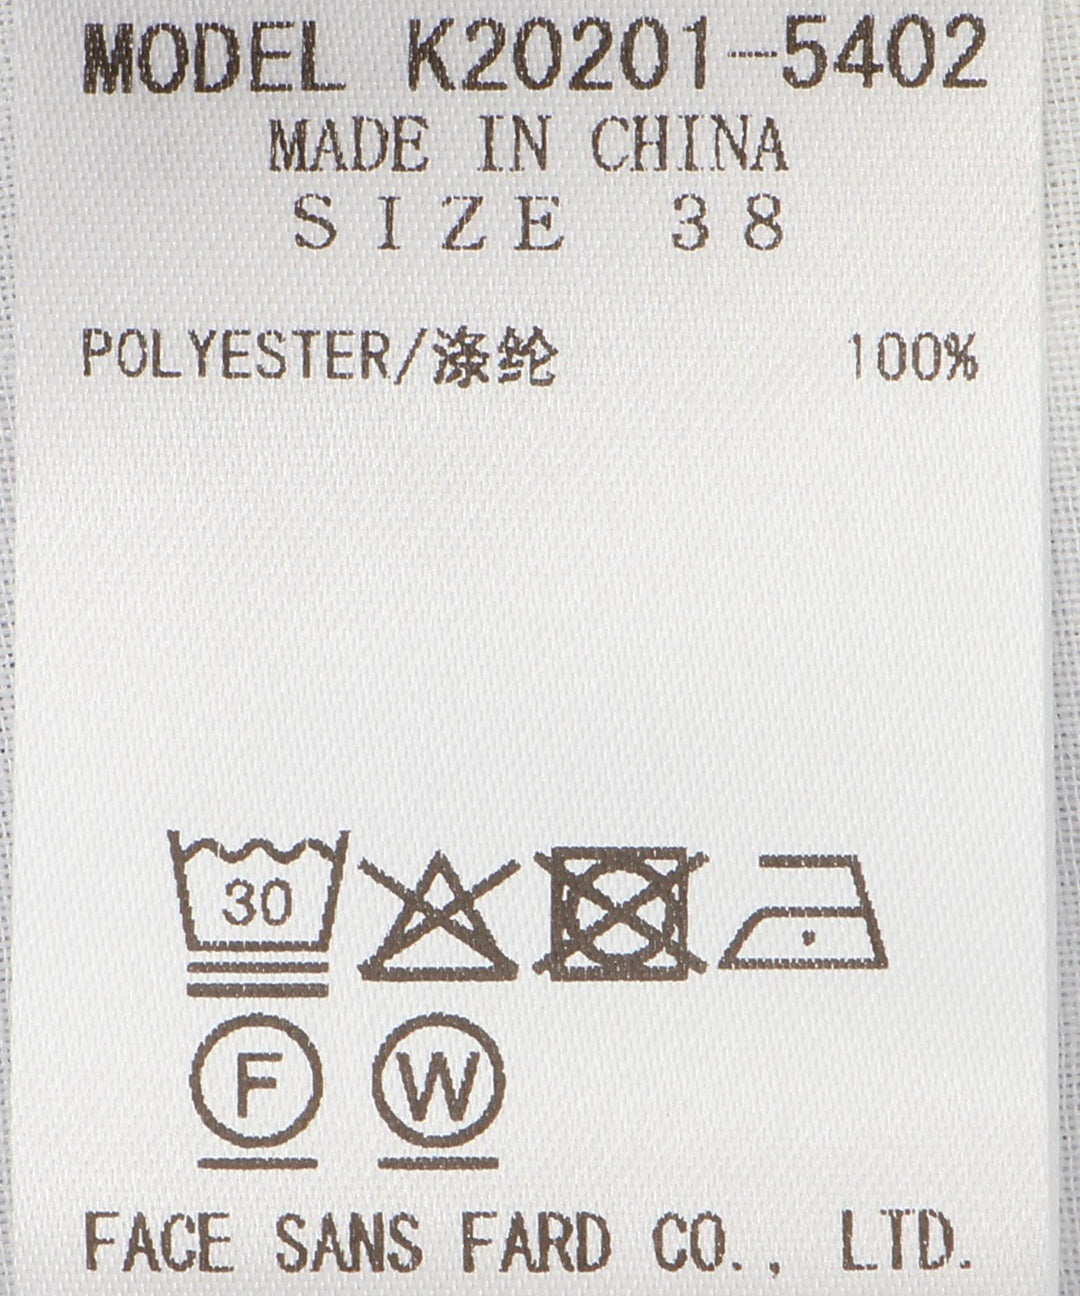 MODEL K20201-5402
MADE IN CHINA
SIZE 38
POLYESTER/涤纶 100%
30
F W
FACE SANS FARD CO., LTD.